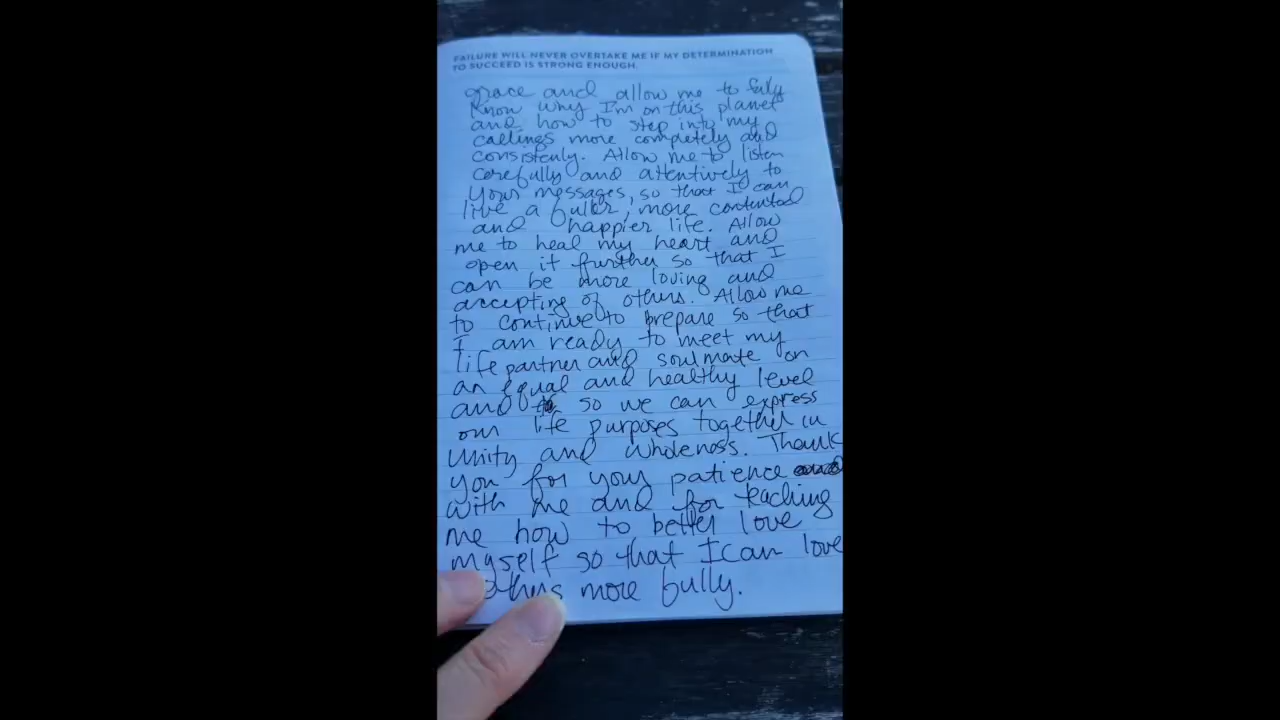 FAILURE WILL NEVER OVERTAKE ME IF MY DETERMINATION
TO SUCCEED IS STRONG ENOUGH.
grace and allow me to fully
know why I'm on this planet
and how to step into my
callings more completely and
consistenly. Allow me to listen
carefully and attentively to
your messages, so that I can
live a fuller, more contented
and happier life. Allow
me to heal my heart and
open it further so that I
can be more loving and
accepting of others. Allow me
to continue to prepare so that
I am ready to meet my
life partner and soulmate on
an equal and healthy level
and so we can express
our life purposes together in
Unity and wholeness. Thank
you for your patience
with me and for teaching
me how to better love
myself so that I can love
others more fully.